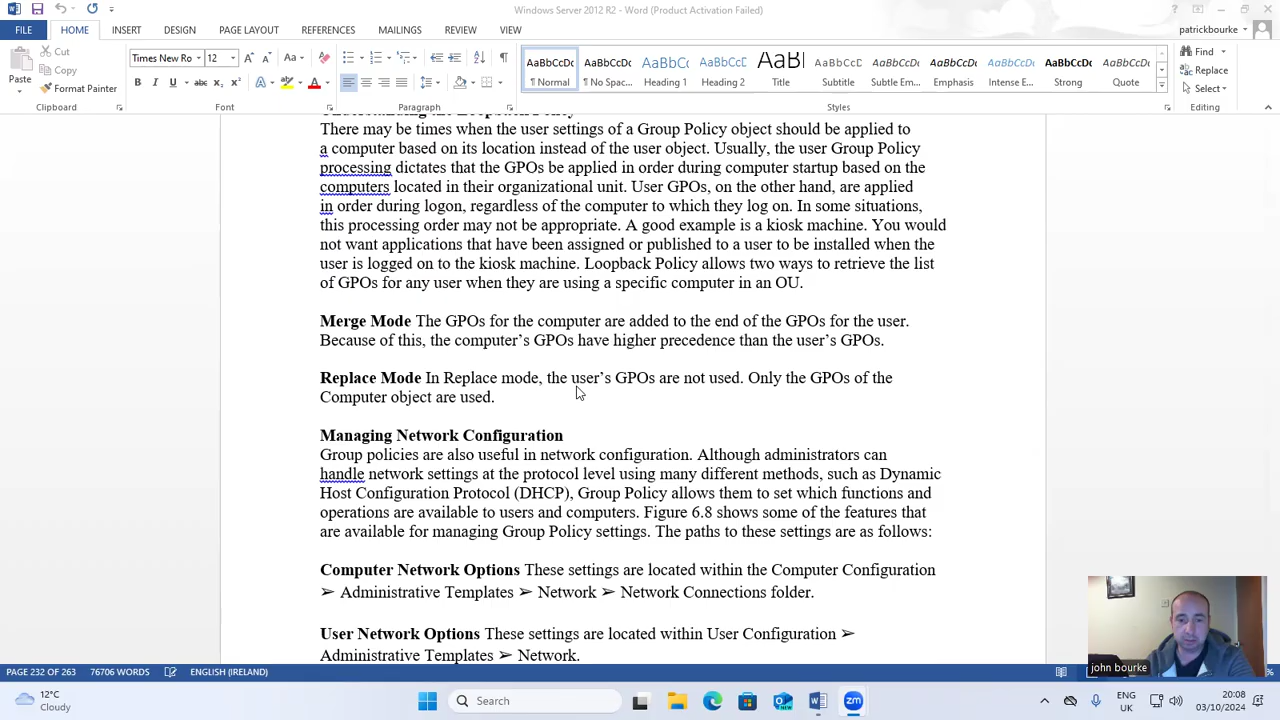 Windows Server 2012 R2 - Word (Product Activation Failed)
FILE HOME INSERT DESIGN PAGE LAYOUT REFERENCES MAILINGS REVIEW VIEW patrickbourke
Paste
Cut
Copy
Format Painter
Times New Ro 12
Clipboard Font Paragraph Styles Editing
AaBbCcDc AaBbCcDc AaBbCc AaBbCcD AaBl AaBbCcD AaBbCcDc AaBbCcDc AaBbCcDc AaBbCcDc AaBbCcDc
¶ Normal ¶ No Spac... Heading 1 Heading 2 Title Subtitle Subtle Em... Emphasis Intense E... Strong Quote
Find
Replace
Select
Understanding the Loopback Policy
There may be times when the user settings of a Group Policy object should be applied to
a computer based on its location instead of the user object. Usually, the user Group Policy
processing dictates that the GPOs be applied in order during computer startup based on the
computers located in their organizational unit. User GPOs, on the other hand, are applied
in order during logon, regardless of the computer to which they log on. In some situations,
this processing order may not be appropriate. A good example is a kiosk machine. You would
not want applications that have been assigned or published to a user to be installed when the
user is logged on to the kiosk machine. Loopback Policy allows two ways to retrieve the list
of GPOs for any user when they are using a specific computer in an OU.
Merge Mode The GPOs for the computer are added to the end of the GPOs for the user.
Because of this, the computer’s GPOs have higher precedence than the user’s GPOs.
Replace Mode In Replace mode, the user’s GPOs are not used. Only the GPOs of the
Computer object are used.
Managing Network Configuration
Group policies are also useful in network configuration. Although administrators can
handle network settings at the protocol level using many different methods, such as Dynamic
Host Configuration Protocol (DHCP), Group Policy allows them to set which functions and
operations are available to users and computers. Figure 6.8 shows some of the features that
are available for managing Group Policy settings. The paths to these settings are as follows:
Computer Network Options These settings are located within the Computer Configuration
➢ Administrative Templates ➢ Network ➢ Network Connections folder.
User Network Options These settings are located within User Configuration ➢
Administrative Templates ➢ Network.
john bourke
PAGE 232 OF 263 76706 WORDS ENGLISH (IRELAND)
12°C
Cloudy
Search
ENG
UK
20:08
03/10/2024